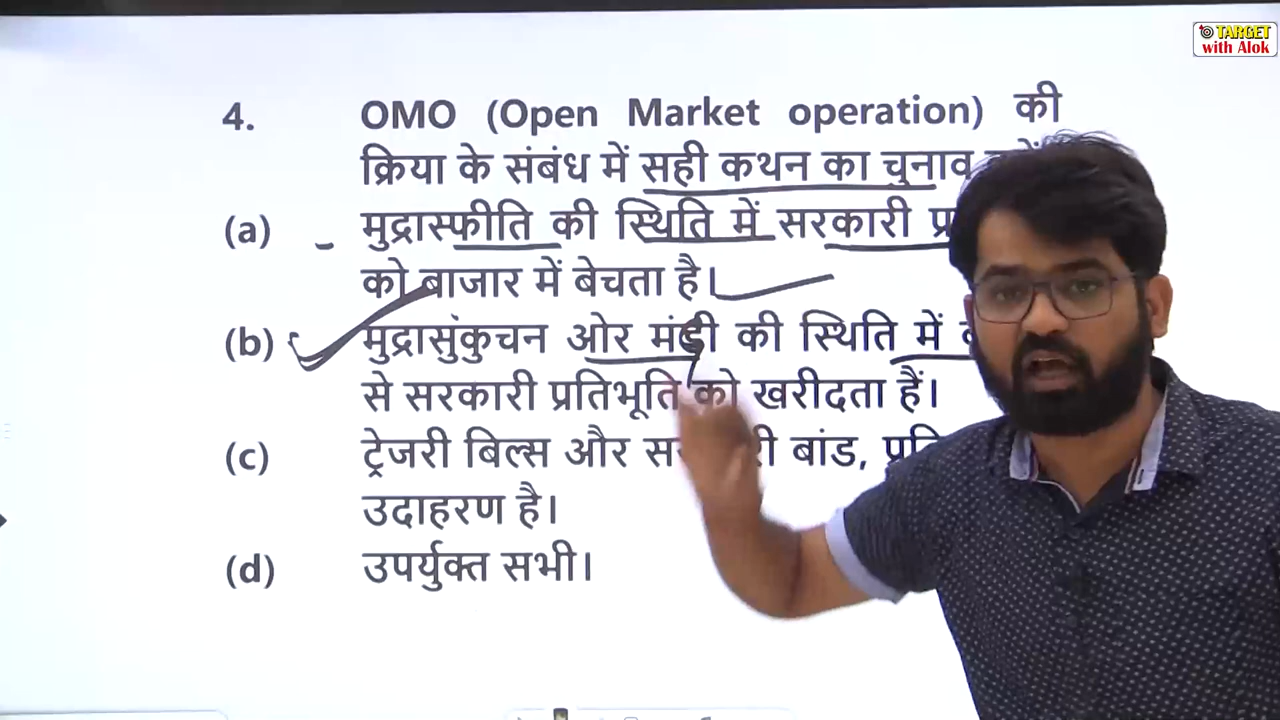 TARGET
with Alok
4. OMO (Open Market operation) की
क्रिया के संबंध में सही कथन का चुनाव
(a) मुद्रास्फीति की स्थिति में सरकारी
को बाजार में बेचता है।
(b) मुद्रासुंकुचन ओर मंदी की स्थिति में
से सरकारी प्रतिभूति को खरीदता हैं।
(c) ट्रेजरी बिल्स और बांड,
उदाहरण है।
(d) उपर्युक्त सभी।